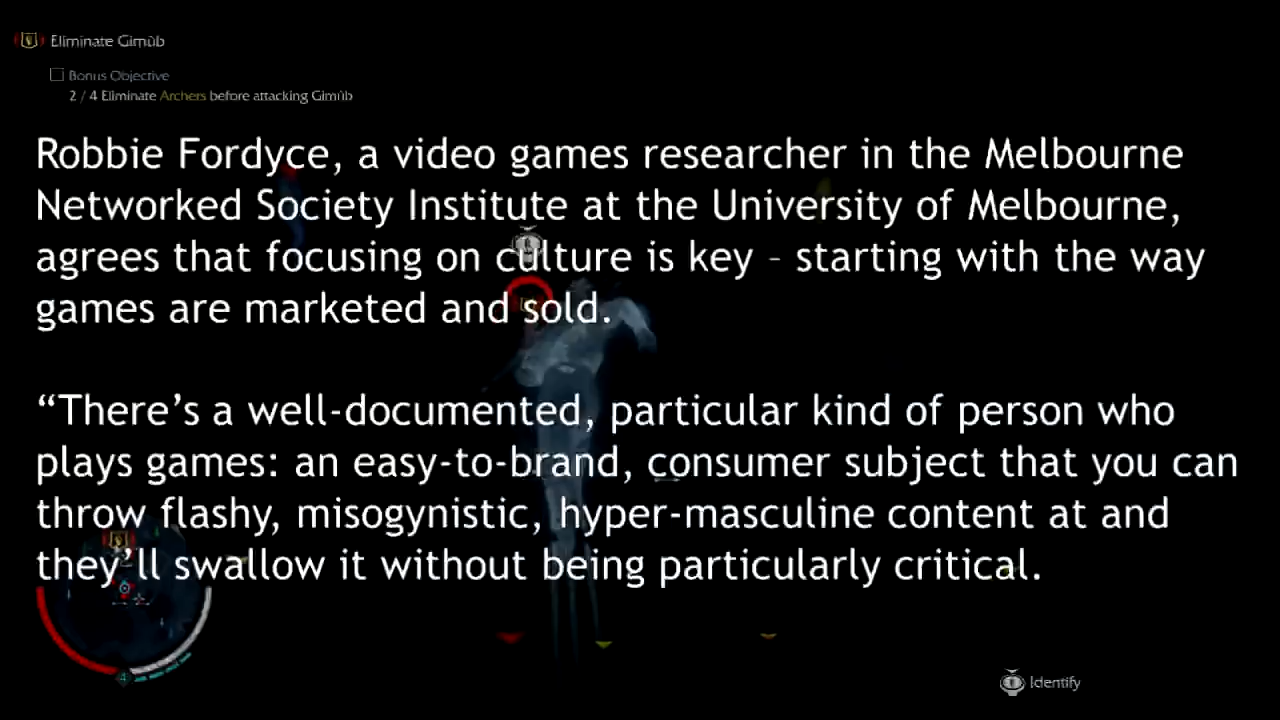 Eliminate Gimûb
Bonus Objective
2 / 4 Eliminate Archers before attacking Gimûb
Robbie Fordyce, a video games researcher in the Melbourne
Networked Society Institute at the University of Melbourne,
agrees that focusing on culture is key – starting with the way
games are marketed and sold.
“There’s a well-documented, particular kind of person who
plays games: an easy-to-brand, consumer subject that you can
throw flashy, misogynistic, hyper-masculine content at and
they’ll swallow it without being particularly critical.
4
Identify